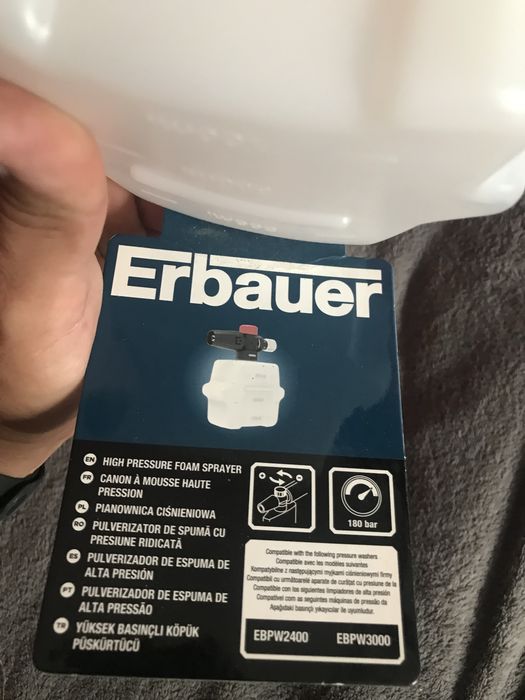 Erbauer
EN HIGH PRESSURE FOAM SPRAYER
FR CANON À MOUSSE HAUTE
PRESSION
PL PIANOWNICA CIŚNIENIOWA
RO PULVERIZATOR DE SPUMĂ CU
PRESIUNE RIDICATĂ
ES PULVERIZADOR DE ESPUMA DE
ALTA PRESIÓN
PT PULVERIZADOR DE ESPUMA DE
ALTA PRESSÃO
TR YÜKSEK BASINÇLI KÖPÜK
PÜSKÜRTÜCÜ
180 bar
Compatible with the following pressure washers
Compatible avec les modèles suivantes
Kompatybilne z następującymi myjkami ciśnieniowymi firmy
Compatibil cu următoarele aparate de curățat cu presiune de la
Compatible con los siguientes limpiadores de alta presión
Compatível com as seguintes máquinas de pressão da
Aşağıdaki basınçlı yıkayıcılar ile uyumludur.
EBPW2400 EBPW3000